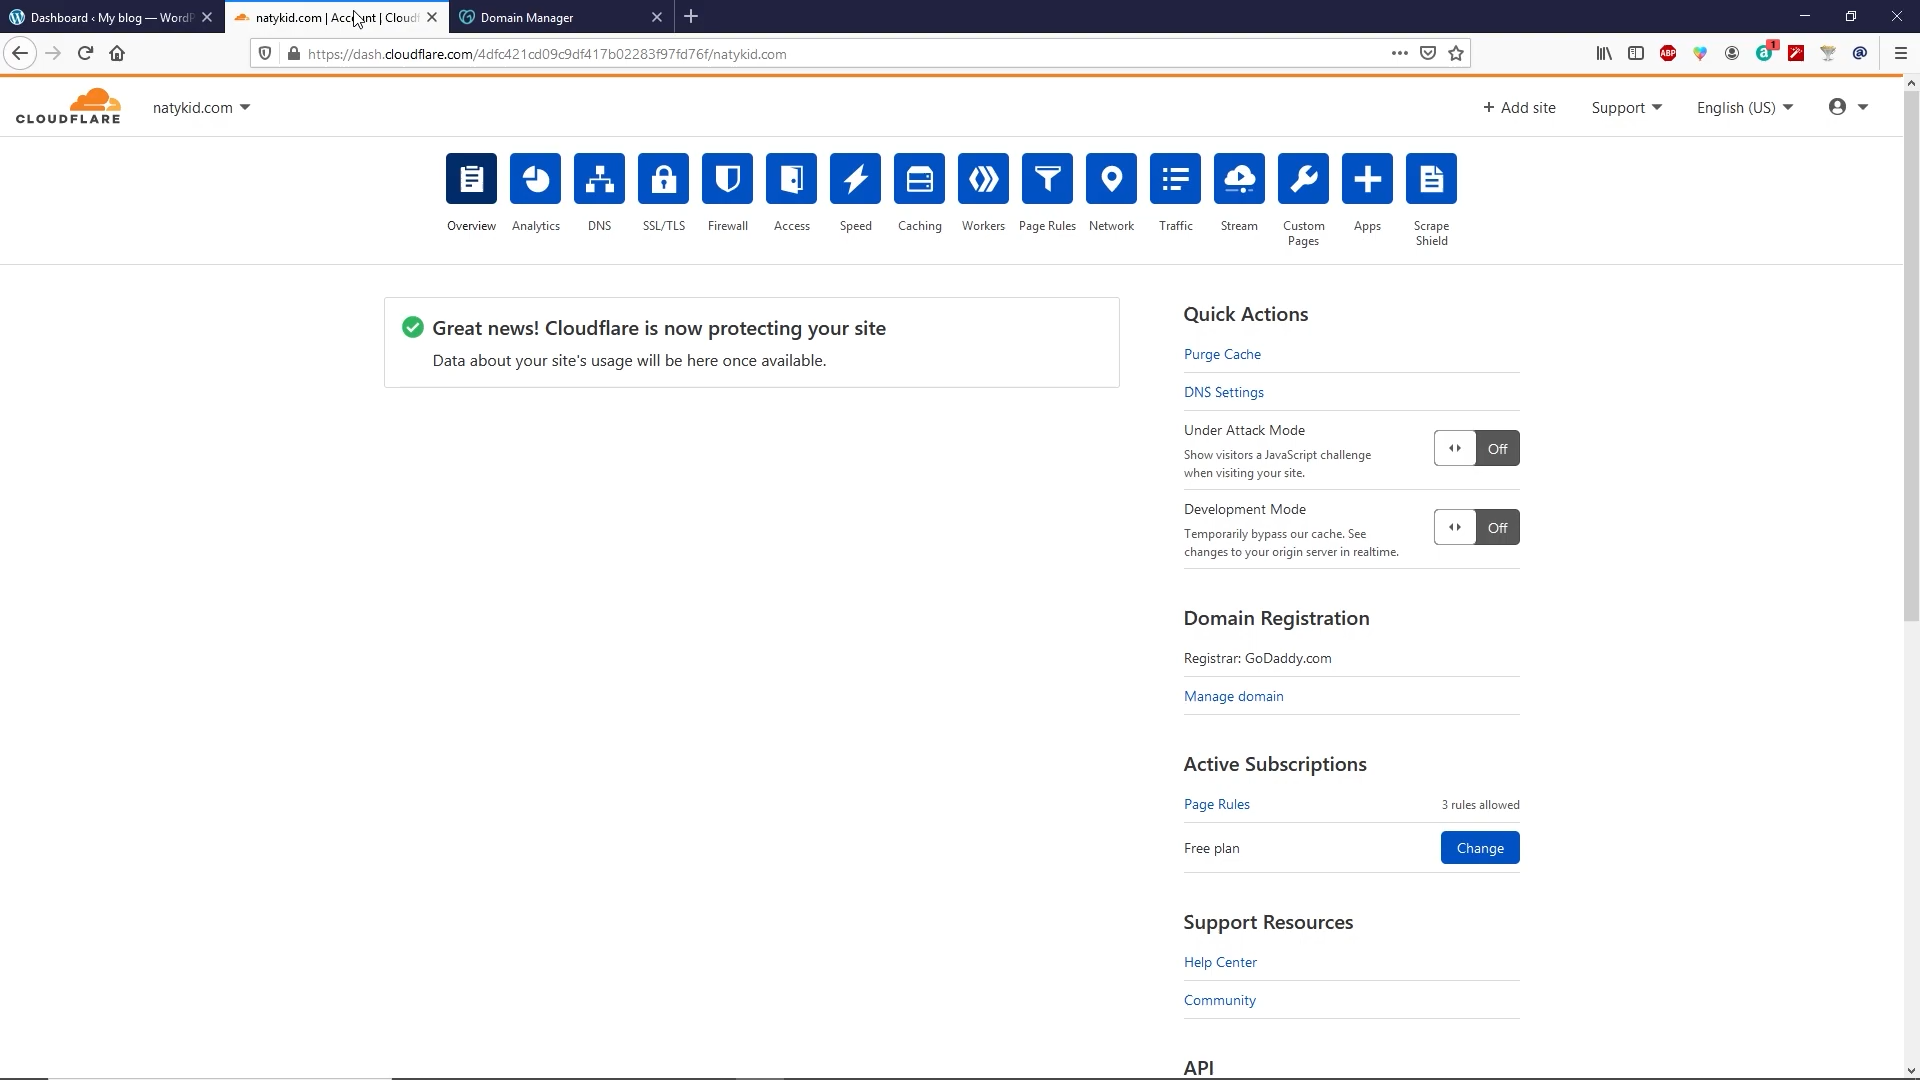 Dashboard ‹ My blog — WordP
natykid.com | Account | Cloudf
Domain Manager
https://dash.cloudflare.com/4dfc421cd09c9df417b02283f97fd76f/natykid.com
ABP
1
CLOUDFLARE
natykid.com
+ Add site
Support
English (US)
Overview
Analytics
DNS
SSL/TLS
Firewall
Access
Speed
Caching
Workers
Page Rules
Network
Traffic
Stream
Custom
Pages
Apps
Scrape
Shield
Great news! Cloudflare is now protecting your site
Data about your site's usage will be here once available.
Quick Actions
Purge Cache
DNS Settings
Under Attack Mode
Show visitors a JavaScript challenge
when visiting your site.
Off
Development Mode
Temporarily bypass our cache. See
changes to your origin server in realtime.
Off
Domain Registration
Registrar: GoDaddy.com
Manage domain
Active Subscriptions
Page Rules
3 rules allowed
Free plan
Change
Support Resources
Help Center
Community
API